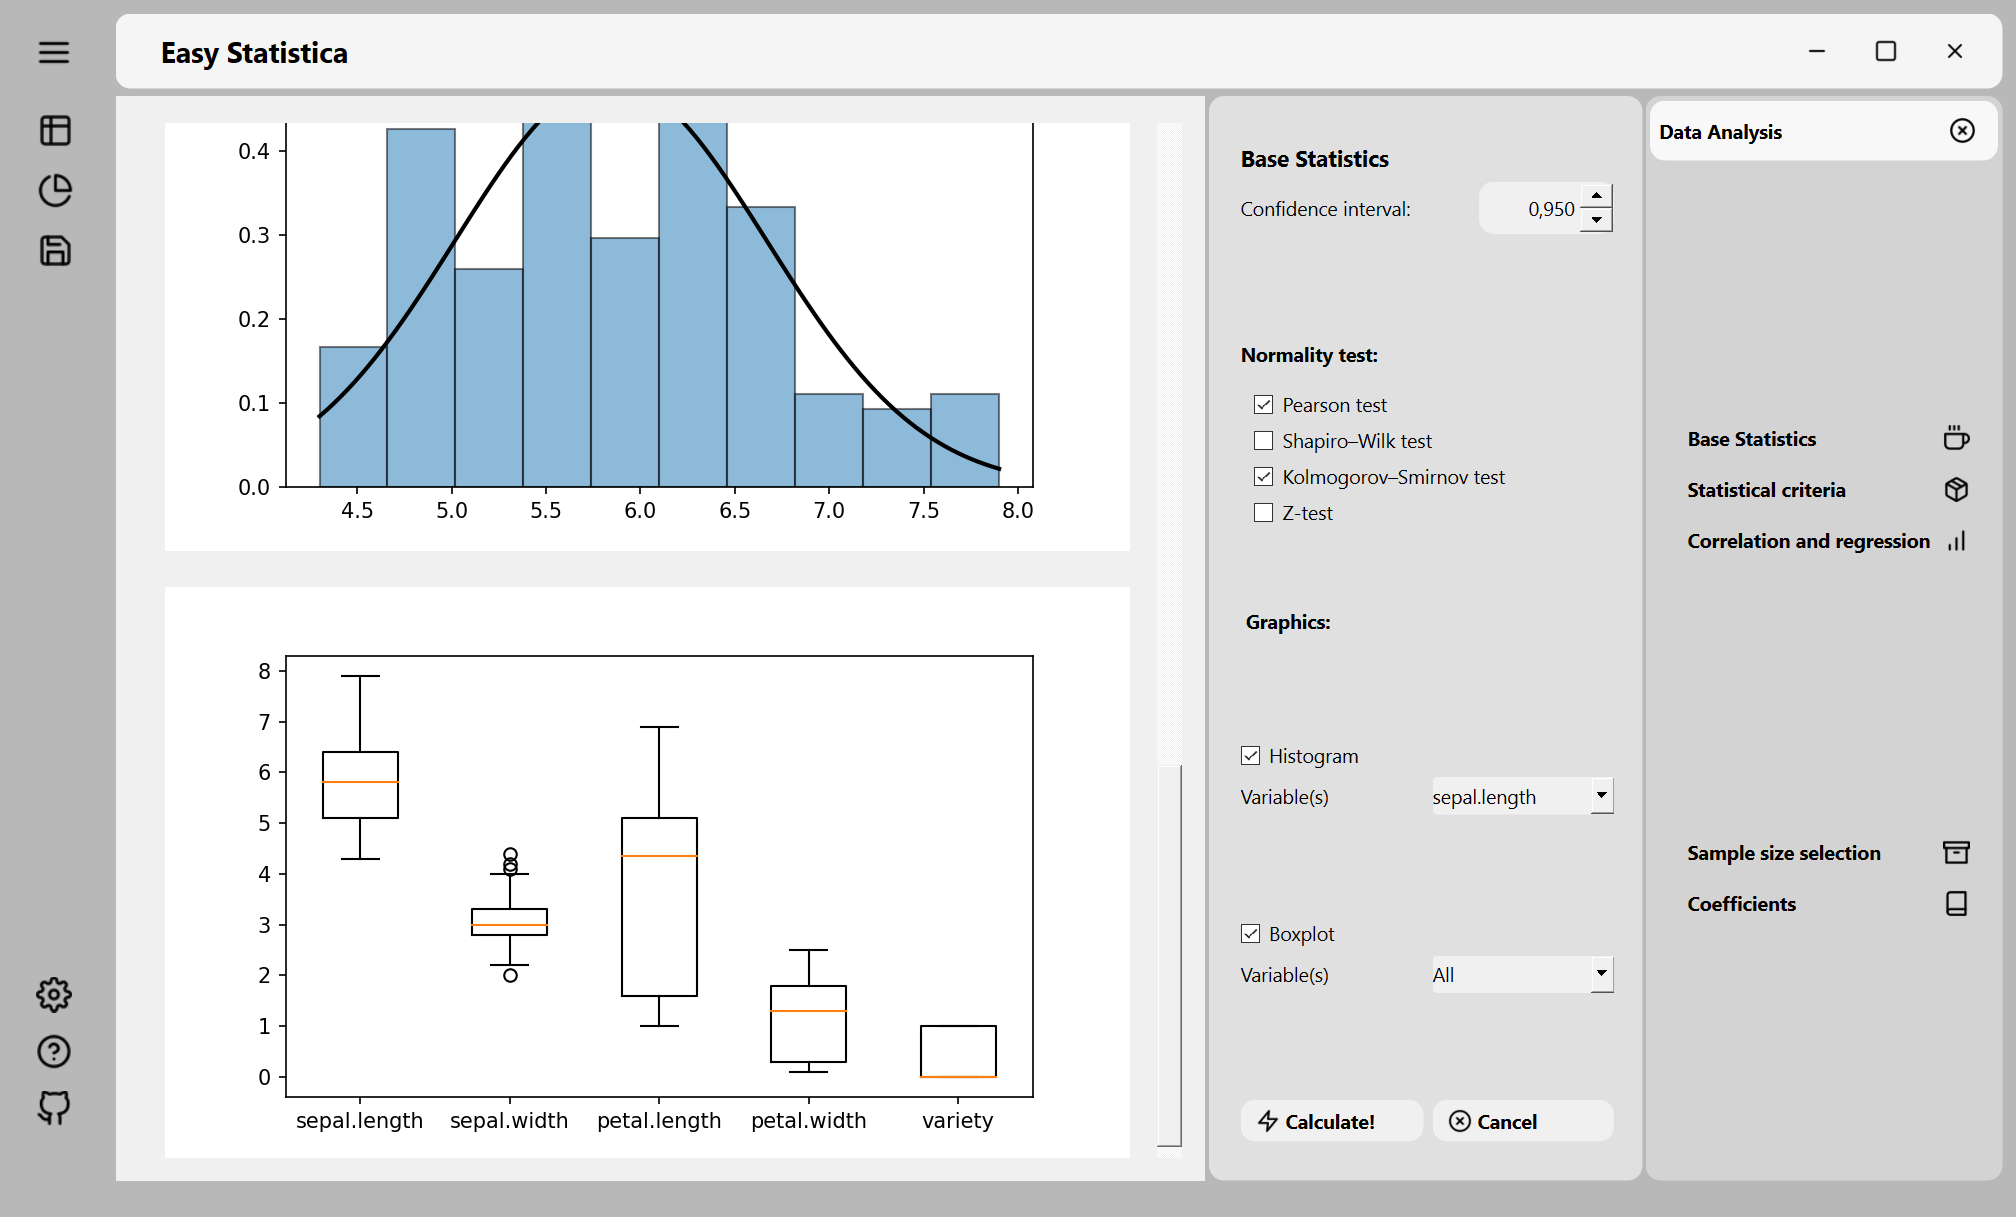 Easy Statistica
0.4
0.3
0.2
0.1
0.0
4.5 5.0 5.5 6.0 6.5 7.0 7.5 8.0
8
7
6
5
4
3
2
1
0
sepal.length sepal.width petal.length petal.width variety
Base Statistics
Confidence interval: 0,950
Normality test:
Pearson test
Shapiro–Wilk test
Kolmogorov–Smirnov test
Z-test
Graphics:
Histogram
Variable(s) sepal.length
Boxplot
Variable(s) All
Calculate! Cancel
Data Analysis
Base Statistics
Statistical criteria
Correlation and regression
Sample size selection
Coefficients